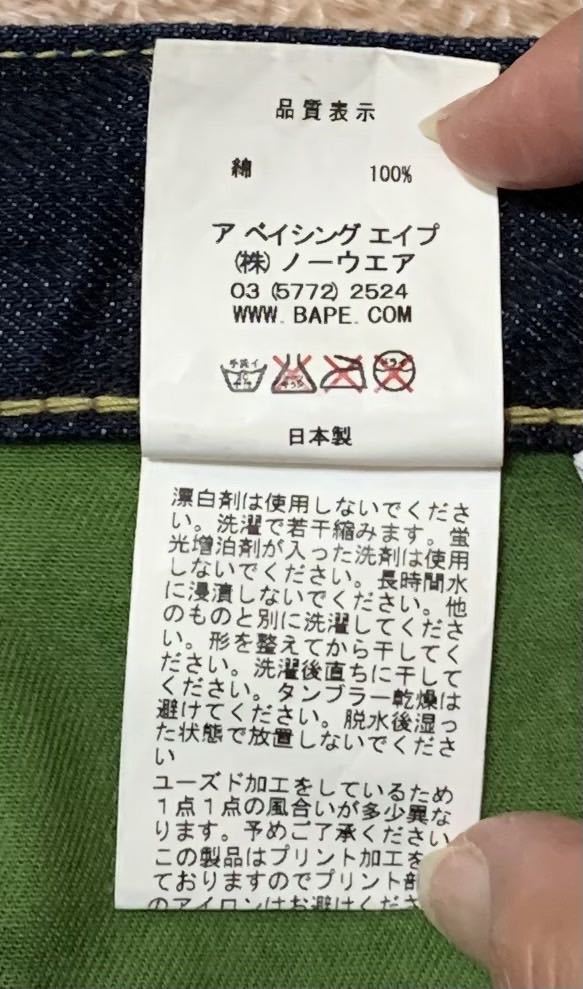 品質表示
綿 100%
ア ベイシング エイプ
(株) ノーウエア
03 (5772) 2524
WWW. BAPE. COM
手洗イ
日本製
漂白剤は使用しないでくださ
い。洗濯で若干縮みます。蛍
光増泊剤が入った洗剤は使用
しないでください。長時間水
に浸漬しないでください。他
のものと別に洗濯してくださ
い。形を整えてから干してく
ださい。洗濯後直ちに干して
ください。タンブラー乾燥は
避けてください。脱水後湿っ
た状態で放置しないでくださ
い
ユーズド加工をしているため
1点1点の風合いが多少異な
ります。予めご了承ください
この製品はプリント加工を
ておりますのでプリント部
のアイロンはお避けくださ